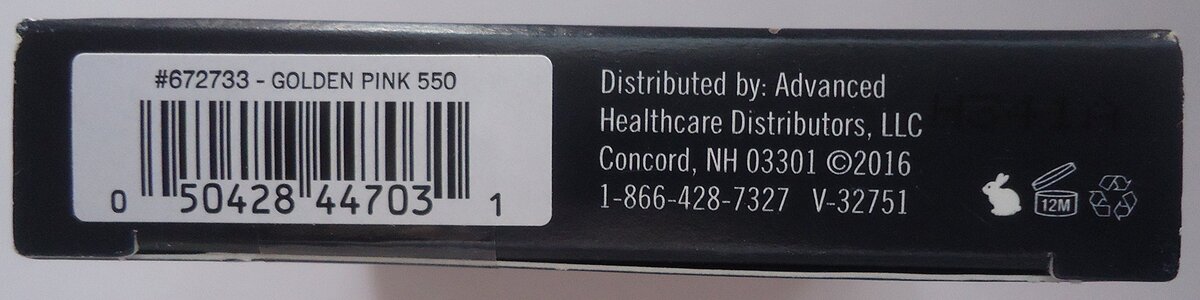 #672733 - GOLDEN PINK 550
0 50428 44703 1
Distributed by: Advanced
Healthcare Distributors, LLC
Concord, NH 03301 ©2016
1-866-428-7327 V-32751
12M